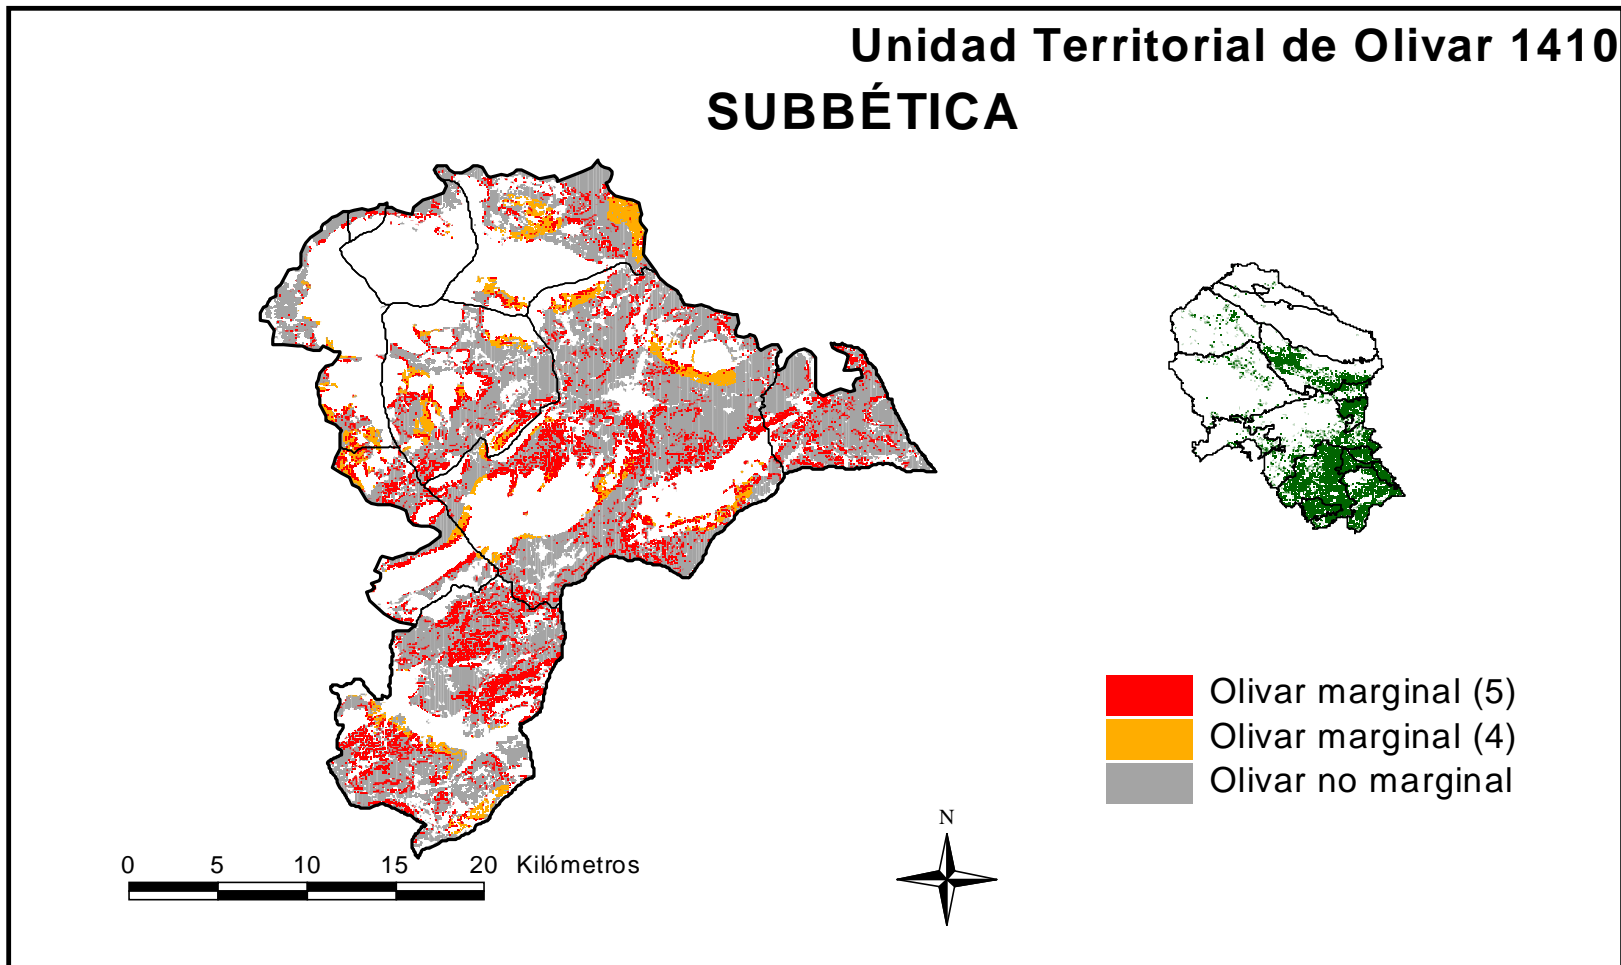 Unidad Territorial de Olivar 1410
SUBBÉTICA
Olivar marginal (5)
Olivar marginal (4)
Olivar no marginal
N
0 5 10 15 20 Kilómetros